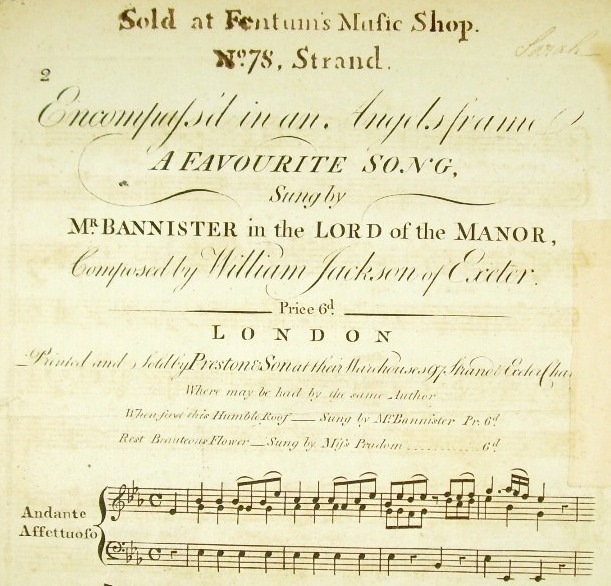 Sold at Fentum's Music Shop.
No. 78, Strand.
Sarah
2
Encompaſs'd in an Angels frame
A FAVOURITE SONG,
Sung by
MR. BANNISTER in the LORD of the MANOR,
Composed by William Jackson of Exeter.
Price 6d.
LONDON
Printed and Sold by Preston & Son at their Warehouses 97 Strand & Exeter Chan
Where may be had by the same Author
When first this Humble Roof — Sung by Mr. Bannister Pr. 6d.
Rest Beauteous Flower — Sung by Miſs Prudom 6d.
Andante
Affettuoſo